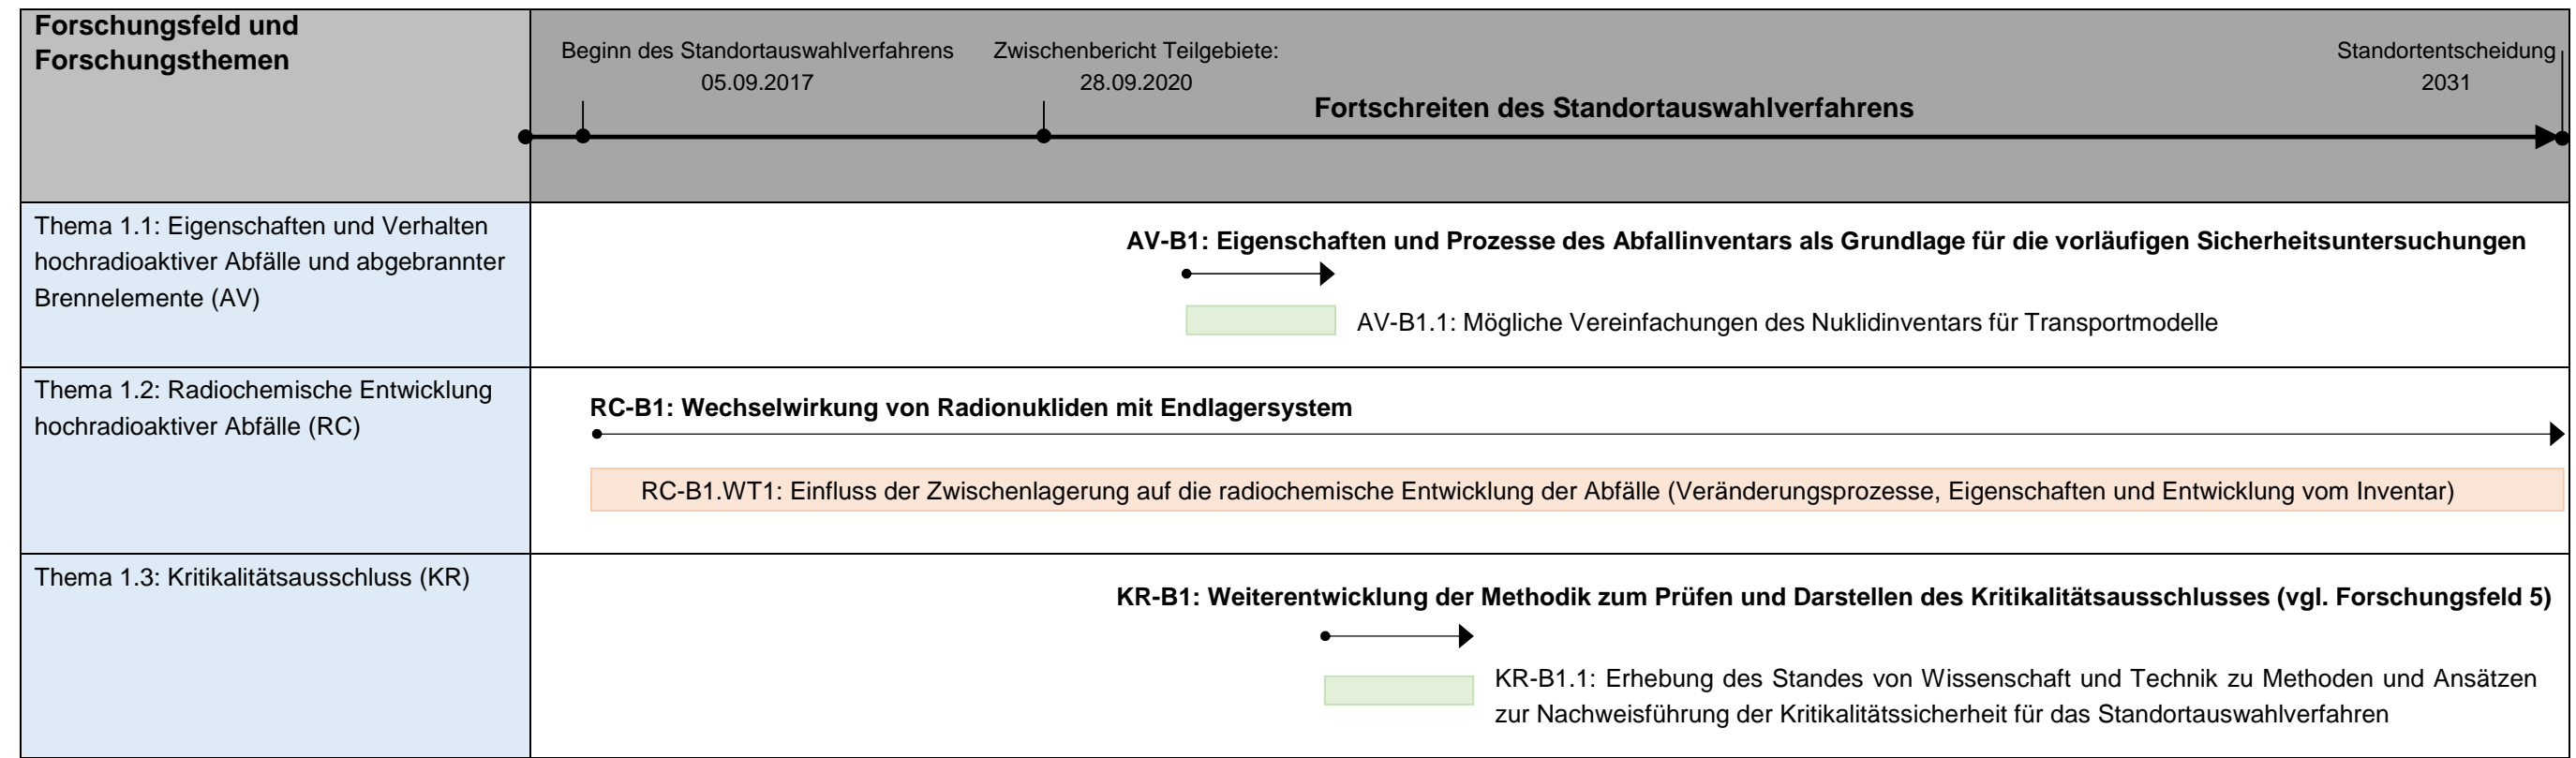 Forschungsfeld und
Forschungsthemen
Beginn des Standortauswahlverfahrens
05.09.2017
Zwischenbericht Teilgebiete:
28.09.2020
Standortentscheidung
2031
Fortschreiten des Standortauswahlverfahrens
Thema 1.1: Eigenschaften und Verhalten
hochradioaktiver Abfälle und abgebrannter
Brennelemente (AV)
AV-B1: Eigenschaften und Prozesse des Abfallinventars als Grundlage für die vorläufigen Sicherheitsuntersuchungen
AV-B1.1: Mögliche Vereinfachungen des Nuklidinventars für Transportmodelle
Thema 1.2: Radiochemische Entwicklung
hochradioaktiver Abfälle (RC)
RC-B1: Wechselwirkung von Radionukliden mit Endlagersystem
RC-B1.WT1: Einfluss der Zwischenlagerung auf die radiochemische Entwicklung der Abfälle (Veränderungsprozesse, Eigenschaften und Entwicklung vom Inventar)
Thema 1.3: Kritikalitätsausschluss (KR)
KR-B1: Weiterentwicklung der Methodik zum Prüfen und Darstellen des Kritikalitätsausschlusses (vgl. Forschungsfeld 5)
KR-B1.1: Erhebung des Standes von Wissenschaft und Technik zu Methoden und Ansätzen
zur Nachweisführung der Kritikalitätssicherheit für das Standortauswahlverfahren